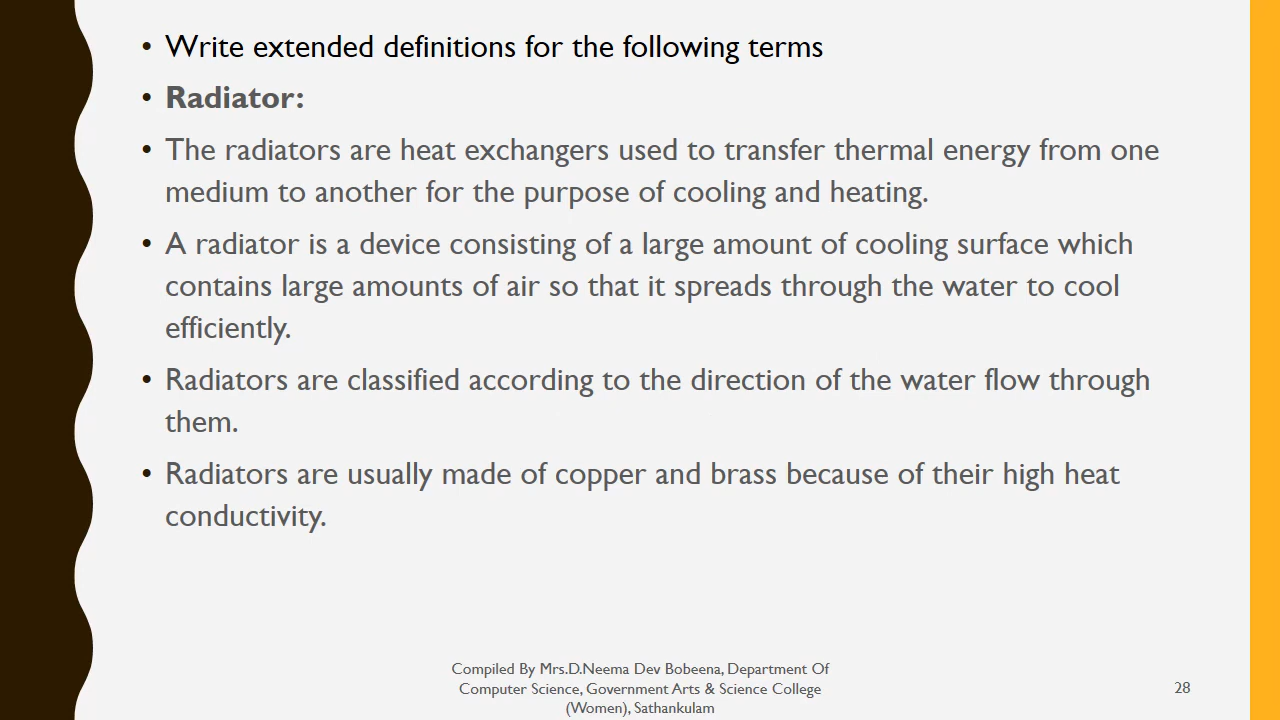 • Write extended definitions for the following terms
• Radiator:
• The radiators are heat exchangers used to transfer thermal energy from one
medium to another for the purpose of cooling and heating.
• A radiator is a device consisting of a large amount of cooling surface which
contains large amounts of air so that it spreads through the water to cool
efficiently.
• Radiators are classified according to the direction of the water flow through
them.
• Radiators are usually made of copper and brass because of their high heat
conductivity.
Compiled By Mrs.D.Neema Dev Bobeena, Department Of
Computer Science, Government Arts & Science College
(Women), Sathankulam
28